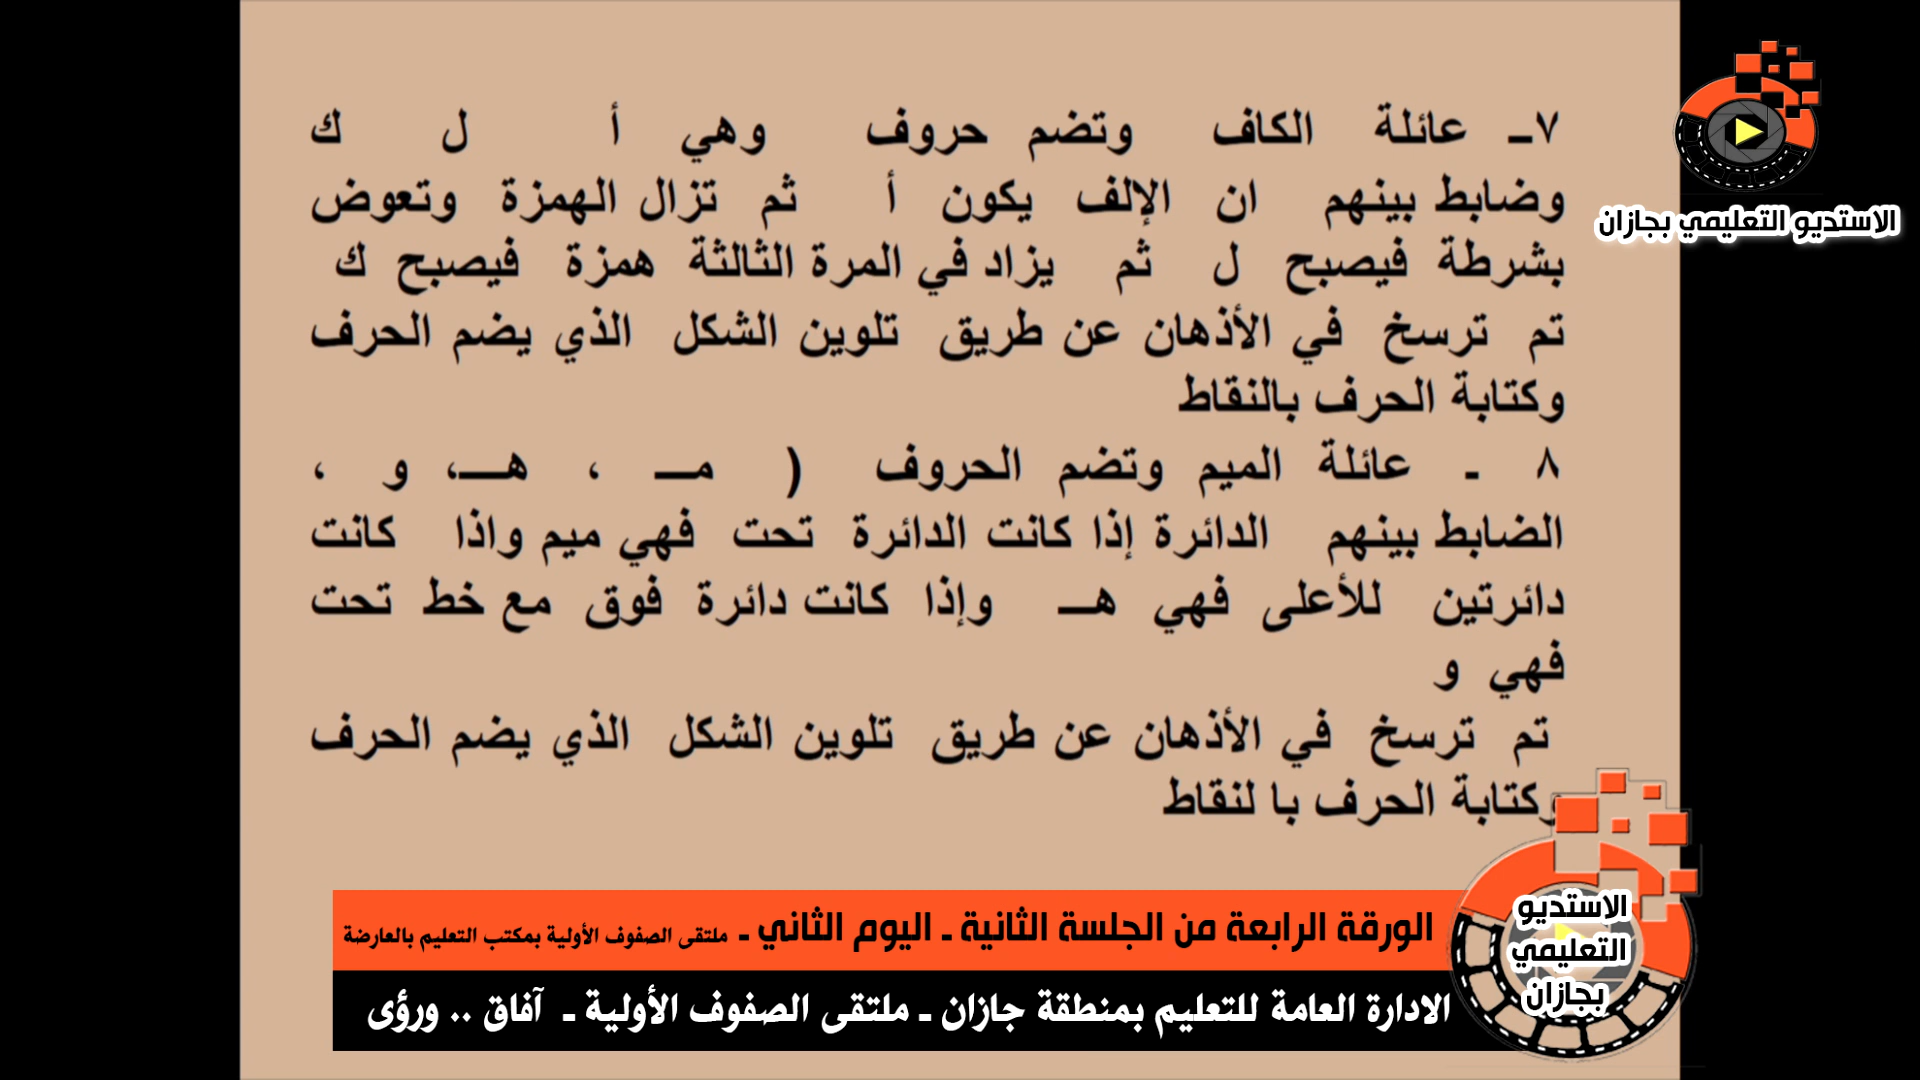 ٧ـ عائلة الكاف وتضم حروف وهي أ ل ك
وضابط بينهم ان الإلف يكون أ ثم تزال الهمزة وتعوض
بشرطة فيصبح ل ثم يزاد في المرة الثالثة همزة فيصبح ك
تم ترسخ في الأذهان عن طريق تلوين الشكل الذي يضم الحرف
وكتابة الحرف بالنقاط
٨ ـ عائلة الميم وتضم الحروف ( مـــ ، هـــ، و ،
الضابط بينهم الدائرة إذا كانت الدائرة تحت فهي ميم واذا كانت
دائرتين للأعلى فهي هـــ وإذا كانت دائرة فوق مع خط تحت
فهي و
تم ترسخ في الأذهان عن طريق تلوين الشكل الذي يضم الحرف
وكتابة الحرف با لنقاط
الاستديو التعليمي بجازان
الورقة الرابعة من الجلسة الثانية ـ اليوم الثاني ـ ملتقى الصفوف الأولية بمكتب التعليم بالعارضة
الادارة العامة للتعليم بمنطقة جازان ـ ملتقى الصفوف الأولية ـ آفاق .. ورؤى
الاستديو
التعليمي
بجازان